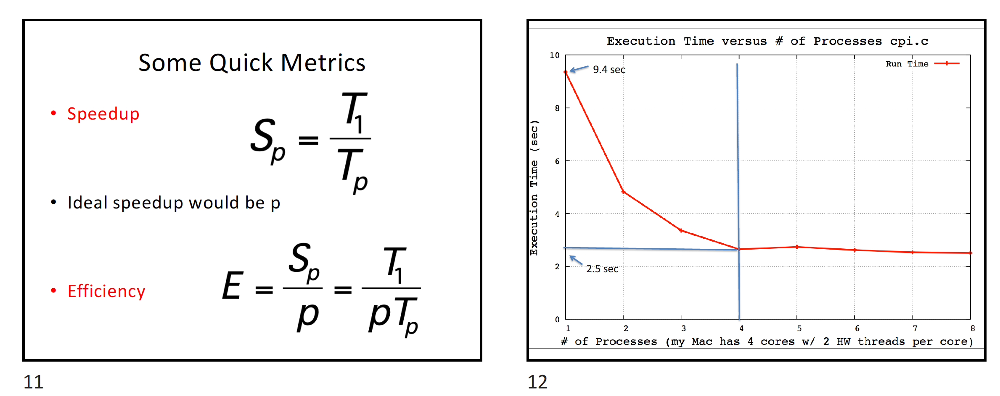 Some Quick Metrics
• Speedup
S_p = T_1 / T_p
• Ideal speedup would be p
• Efficiency
E = S_p / p = T_1 / pT_p
11
Execution Time versus # of Processes cpi.c
Run Time
9.4 sec
2.5 sec
Execution Time (sec)
10
8
6
4
2
0
1 2 3 4 5 6 7 8
# of Processes (my Mac has 4 cores w/ 2 HW threads per core)
12